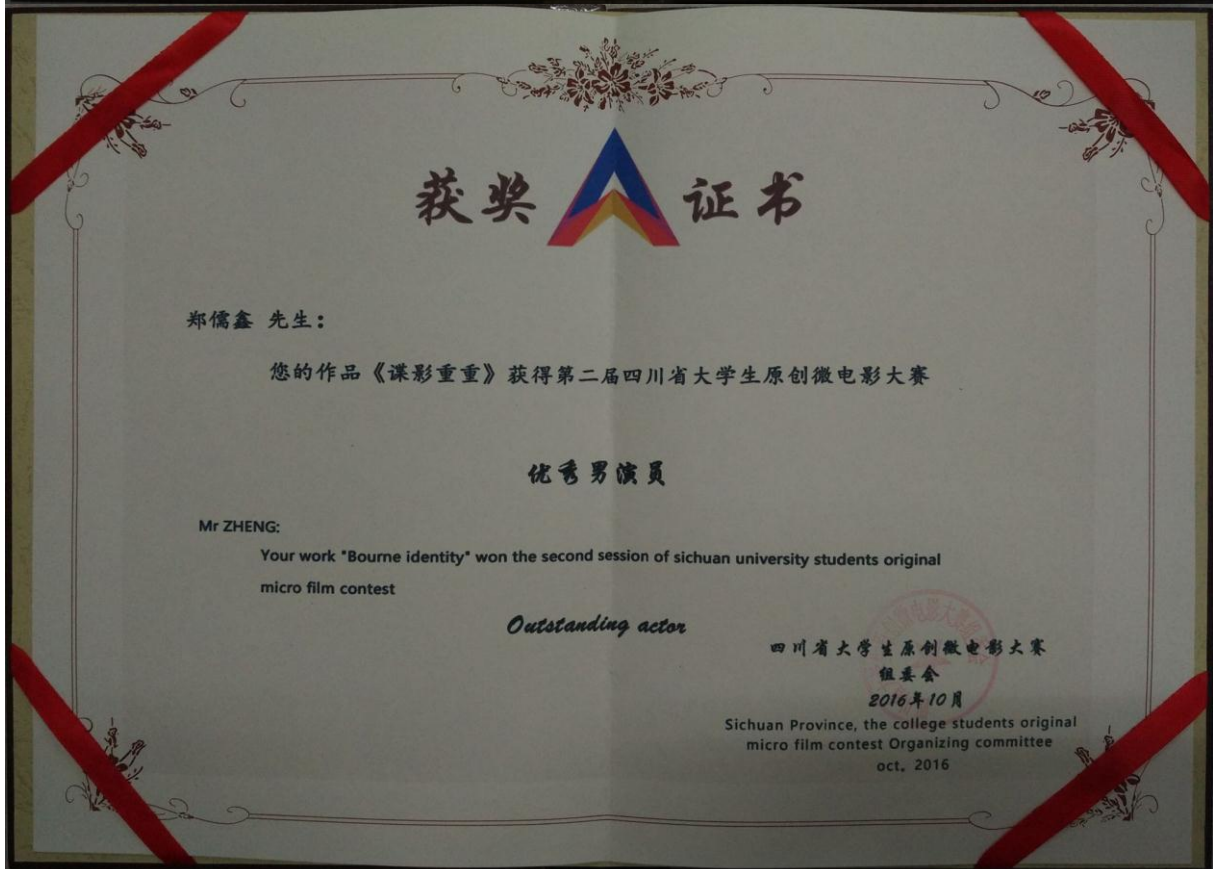 获奖证书
郑儒鑫 先生：
您的作品《谍影重重》获得第二届四川省大学生原创微电影大赛
优秀男演员
Mr ZHENG:
Your work "Bourne identity" won the second session of sichuan university students original
micro film contest
Outstanding actor
四川省大学生原创微电影大赛
组委会
2016年10月
Sichuan Province, the college students original
micro film contest Organizing committee
oct。2016